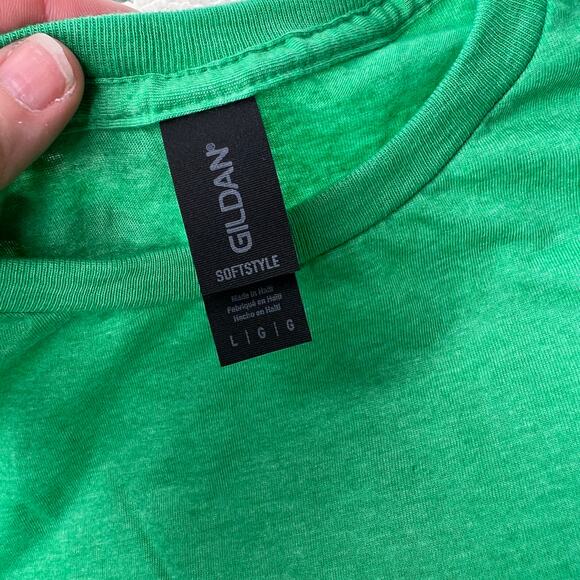 GILDAN®
SOFTSTYLE
Made in Haiti
Fabriqué en Haïti
Hecho en Haití
L | G | G